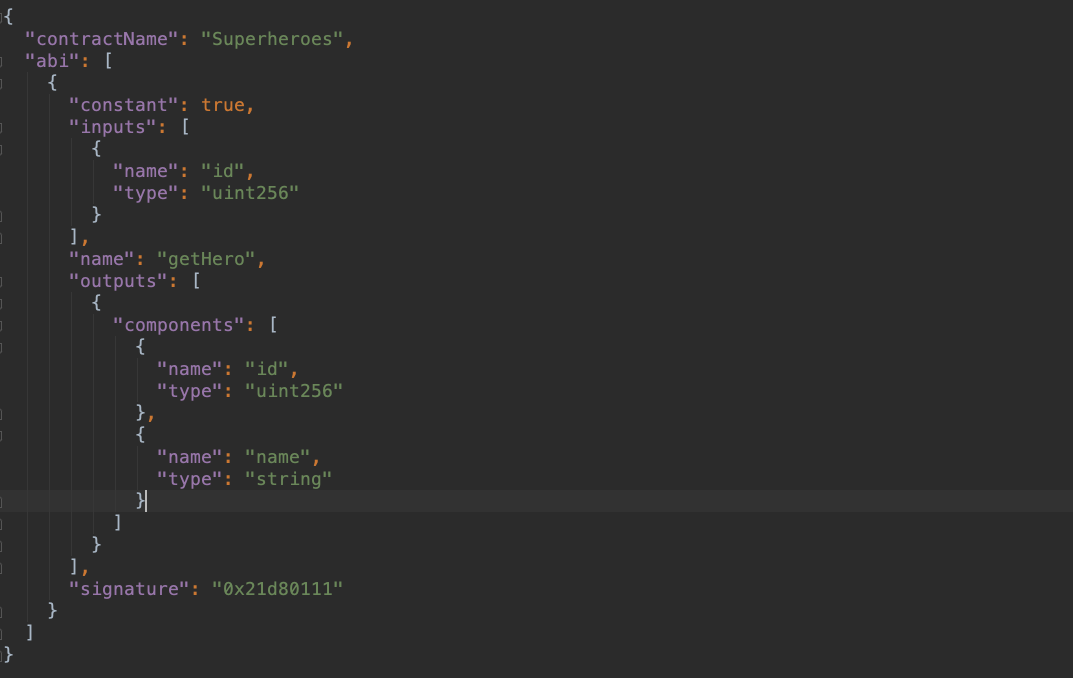 {
  "contractName": "Superheroes",
  "abi": [
    {
      "constant": true,
      "inputs": [
        {
          "name": "id",
          "type": "uint256"
        }
      ],
      "name": "getHero",
      "outputs": [
        {
          "components": [
            {
              "name": "id",
              "type": "uint256"
            },
            {
              "name": "name",
              "type": "string"
            }
          ]
        }
      ],
      "signature": "0x21d80111"
    }
  ]
}